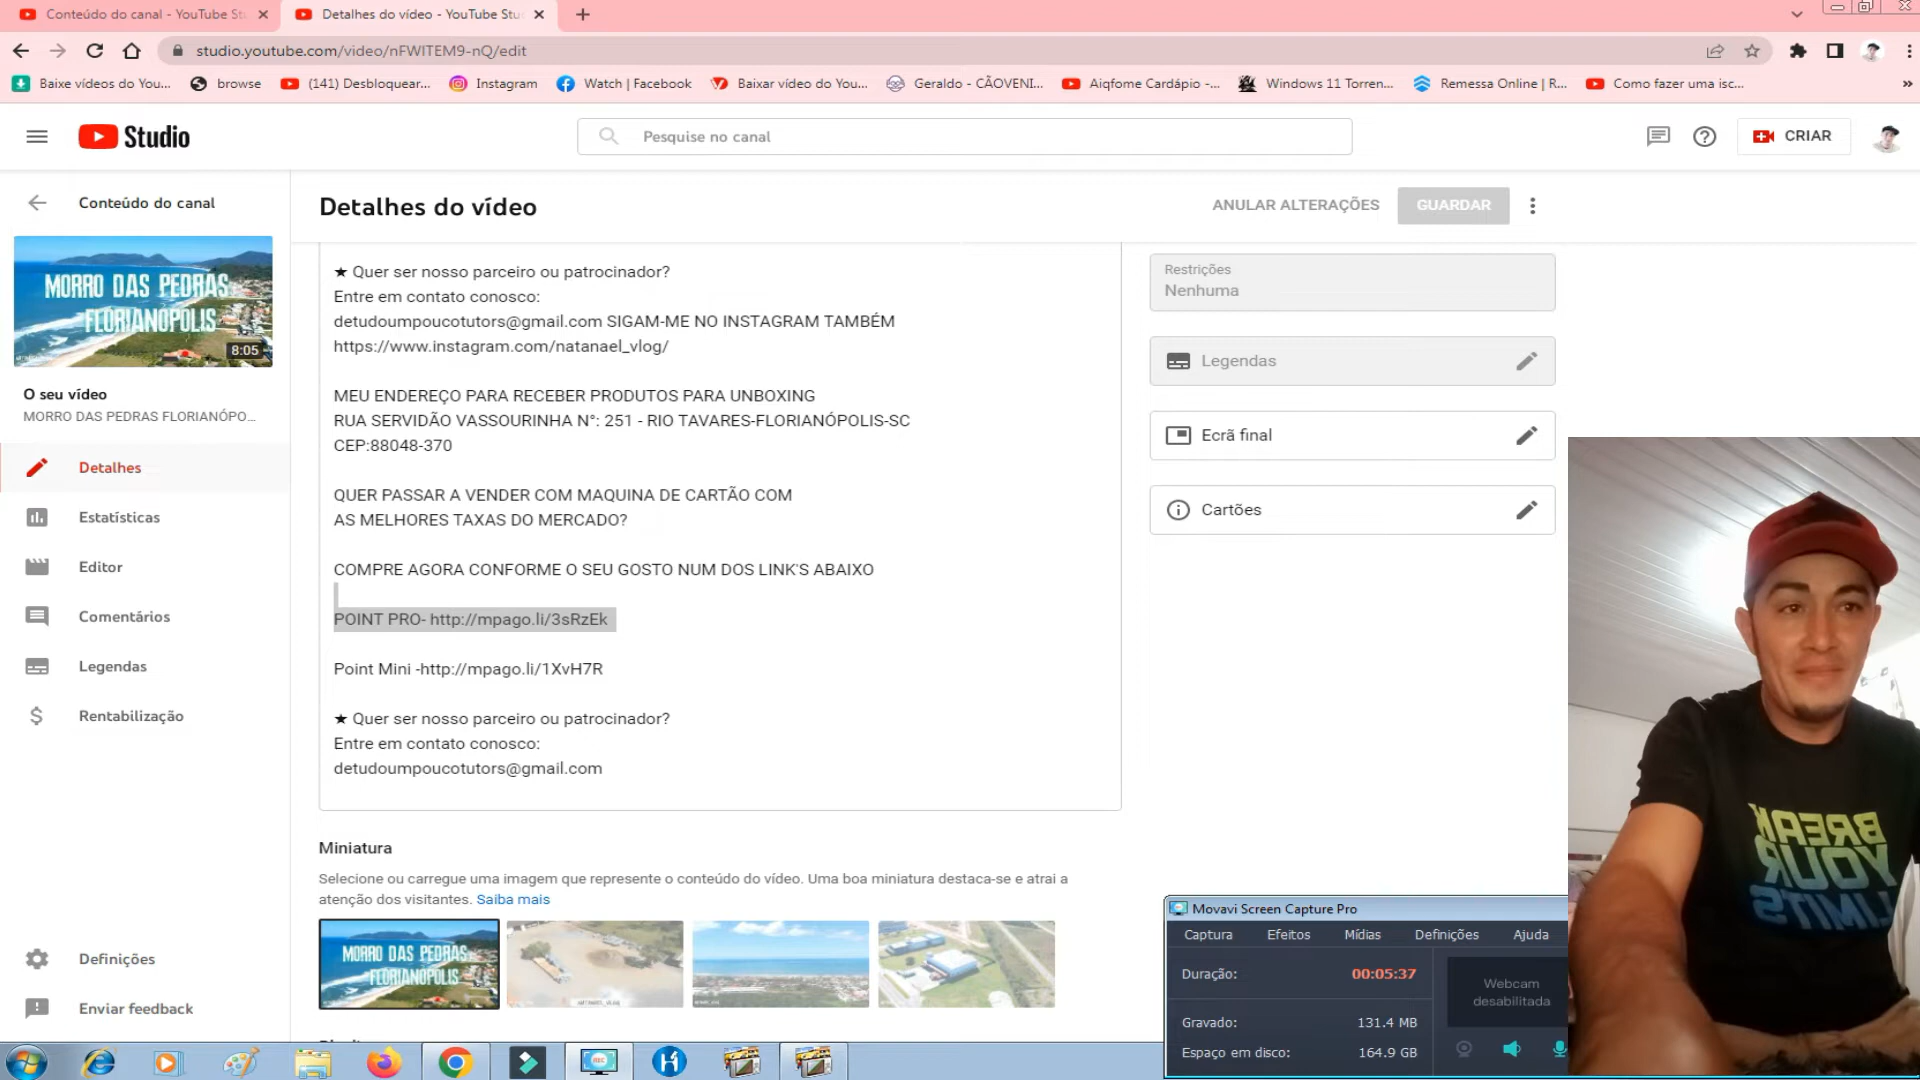 Conteúdo do canal - YouTube St
Detalhes do vídeo - YouTube Stu
studio.youtube.com/video/nFWITEM9-nQ/edit
Baixe vídeos do You...
browse
(141) Desbloquear...
Instagram
Watch | Facebook
Baixar vídeo do You...
Geraldo - CÃOVENI...
Aiqfome Cardápio -...
Windows 11 Torren...
Remessa Online | R...
Como fazer uma isc...
Studio
Pesquise no canal
CRIAR
Conteúdo do canal
Detalhes do vídeo
ANULAR ALTERAÇÕES
GUARDAR
MORRO DAS PEDRAS
FLORIANÓPOLIS
8:05
O seu vídeo
MORRO DAS PEDRAS FLORIANÓPO...
Detalhes
Estatísticas
Editor
Comentários
Legendas
Rentabilização
Definições
Enviar feedback
★ Quer ser nosso parceiro ou patrocinador?
Entre em contato conosco:
detudoumpoucotutors@gmail.com SIGAM-ME NO INSTAGRAM TAMBÉM
https://www.instagram.com/natanael_vlog/
MEU ENDEREÇO PARA RECEBER PRODUTOS PARA UNBOXING
RUA SERVIDÃO VASSOURINHA N°: 251 - RIO TAVARES-FLORIANÓPOLIS-SC
CEP:88048-370
QUER PASSAR A VENDER COM MAQUINA DE CARTÃO COM
AS MELHORES TAXAS DO MERCADO?
COMPRE AGORA CONFORME O SEU GOSTO NUM DOS LINK'S ABAIXO
POINT PRO- http://mpago.li/3sRzEk
Point Mini -http://mpago.li/1XvH7R
★ Quer ser nosso parceiro ou patrocinador?
Entre em contato conosco:
detudoumpoucotutors@gmail.com
Restrições
Nenhuma
Legendas
Ecrã final
Cartões
Miniatura
Selecione ou carregue uma imagem que represente o conteúdo do vídeo. Uma boa miniatura destaca-se e atrai a
atenção dos visitantes. Saiba mais
MORRO DAS PEDRAS
FLORIANÓPOLIS
Movavi Screen Capture Pro
Captura
Efeitos
Mídias
Definições
Ajuda
Duração:
00:05:37
Webcam
desabilitada
Gravado:
131.4 MB
Espaço em disco:
164.9 GB
BREAK
YOUR
LIMITS
REC